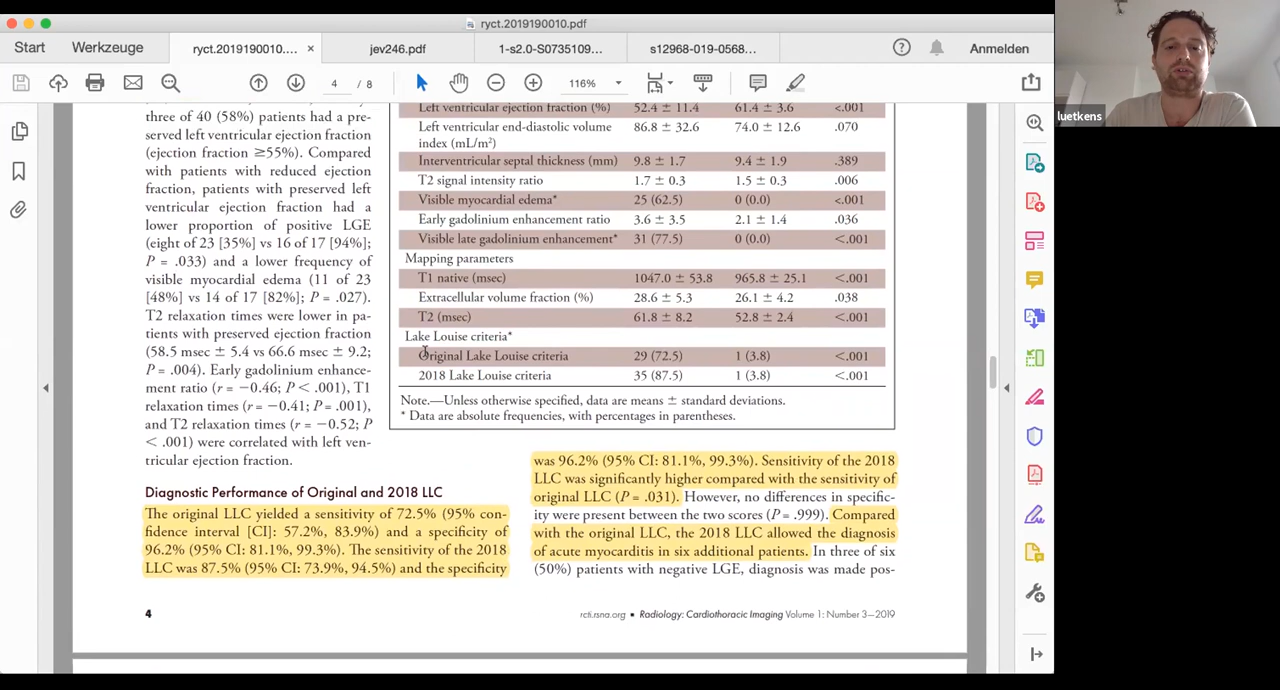 ryct.2019190010.pdf
Start
Werkzeuge
ryct.2019190010....
×
jev246.pdf
1-s2.0-S0735109...
s12968-019-0568...
Anmelden
4 / 8
116%
luetkens
three of 40 (58%) patients had a pre-
served left ventricular ejection fraction
(ejection fraction ≥55%). Compared
with patients with reduced ejection
fraction, patients with preserved left
ventricular ejection fraction had a
lower proportion of positive LGE
(eight of 23 [35%] vs 16 of 17 [94%];
P = .033) and a lower frequency of
visible myocardial edema (11 of 23
[48%] vs 14 of 17 [82%]; P = .027).
T2 relaxation times were lower in pa-
tients with preserved ejection fraction
(58.5 msec ± 5.4 vs 66.6 msec ± 9.2;
P = .004). Early gadolinium enhance-
ment ratio (r = −0.46; P < .001), T1
relaxation times (r = −0.41; P = .001),
and T2 relaxation times (r = −0.52; P
< .001) were correlated with left ven-
tricular ejection fraction.
Left ventricular ejection fraction (%) 52.4 ± 11.4 61.4 ± 3.6 <.001
Left ventricular end-diastolic volume 86.8 ± 32.6 74.0 ± 12.6 .070
index (mL/m²)
Interventricular septal thickness (mm) 9.8 ± 1.7 9.4 ± 1.9 .389
T2 signal intensity ratio 1.7 ± 0.3 1.5 ± 0.3 .006
Visible myocardial edema* 25 (62.5) 0 (0.0) <.001
Early gadolinium enhancement ratio 3.6 ± 3.5 2.1 ± 1.4 .036
Visible late gadolinium enhancement* 31 (77.5) 0 (0.0) <.001
Mapping parameters
T1 native (msec) 1047.0 ± 53.8 965.8 ± 25.1 <.001
Extracellular volume fraction (%) 28.6 ± 5.3 26.1 ± 4.2 .038
T2 (msec) 61.8 ± 8.2 52.8 ± 2.4 <.001
Lake Louise criteria*
Original Lake Louise criteria 29 (72.5) 1 (3.8) <.001
2018 Lake Louise criteria 35 (87.5) 1 (3.8) <.001
Note.—Unless otherwise specified, data are means ± standard deviations.
* Data are absolute frequencies, with percentages in parentheses.
Diagnostic Performance of Original and 2018 LLC
The original LLC yielded a sensitivity of 72.5% (95% con-
fidence interval [CI]: 57.2%, 83.9%) and a specificity of
96.2% (95% CI: 81.1%, 99.3%). The sensitivity of the 2018
LLC was 87.5% (95% CI: 73.9%, 94.5%) and the specificity
was 96.2% (95% CI: 81.1%, 99.3%). Sensitivity of the 2018
LLC was significantly higher compared with the sensitivity of
original LLC (P = .031). However, no differences in specific-
ity were present between the two scores (P = .999). Compared
with the original LLC, the 2018 LLC allowed the diagnosis
of acute myocarditis in six additional patients. In three of six
(50%) patients with negative LGE, diagnosis was made pos-
4
rcti.rsna.org • Radiology: Cardiothoracic Imaging Volume 1: Number 3—2019